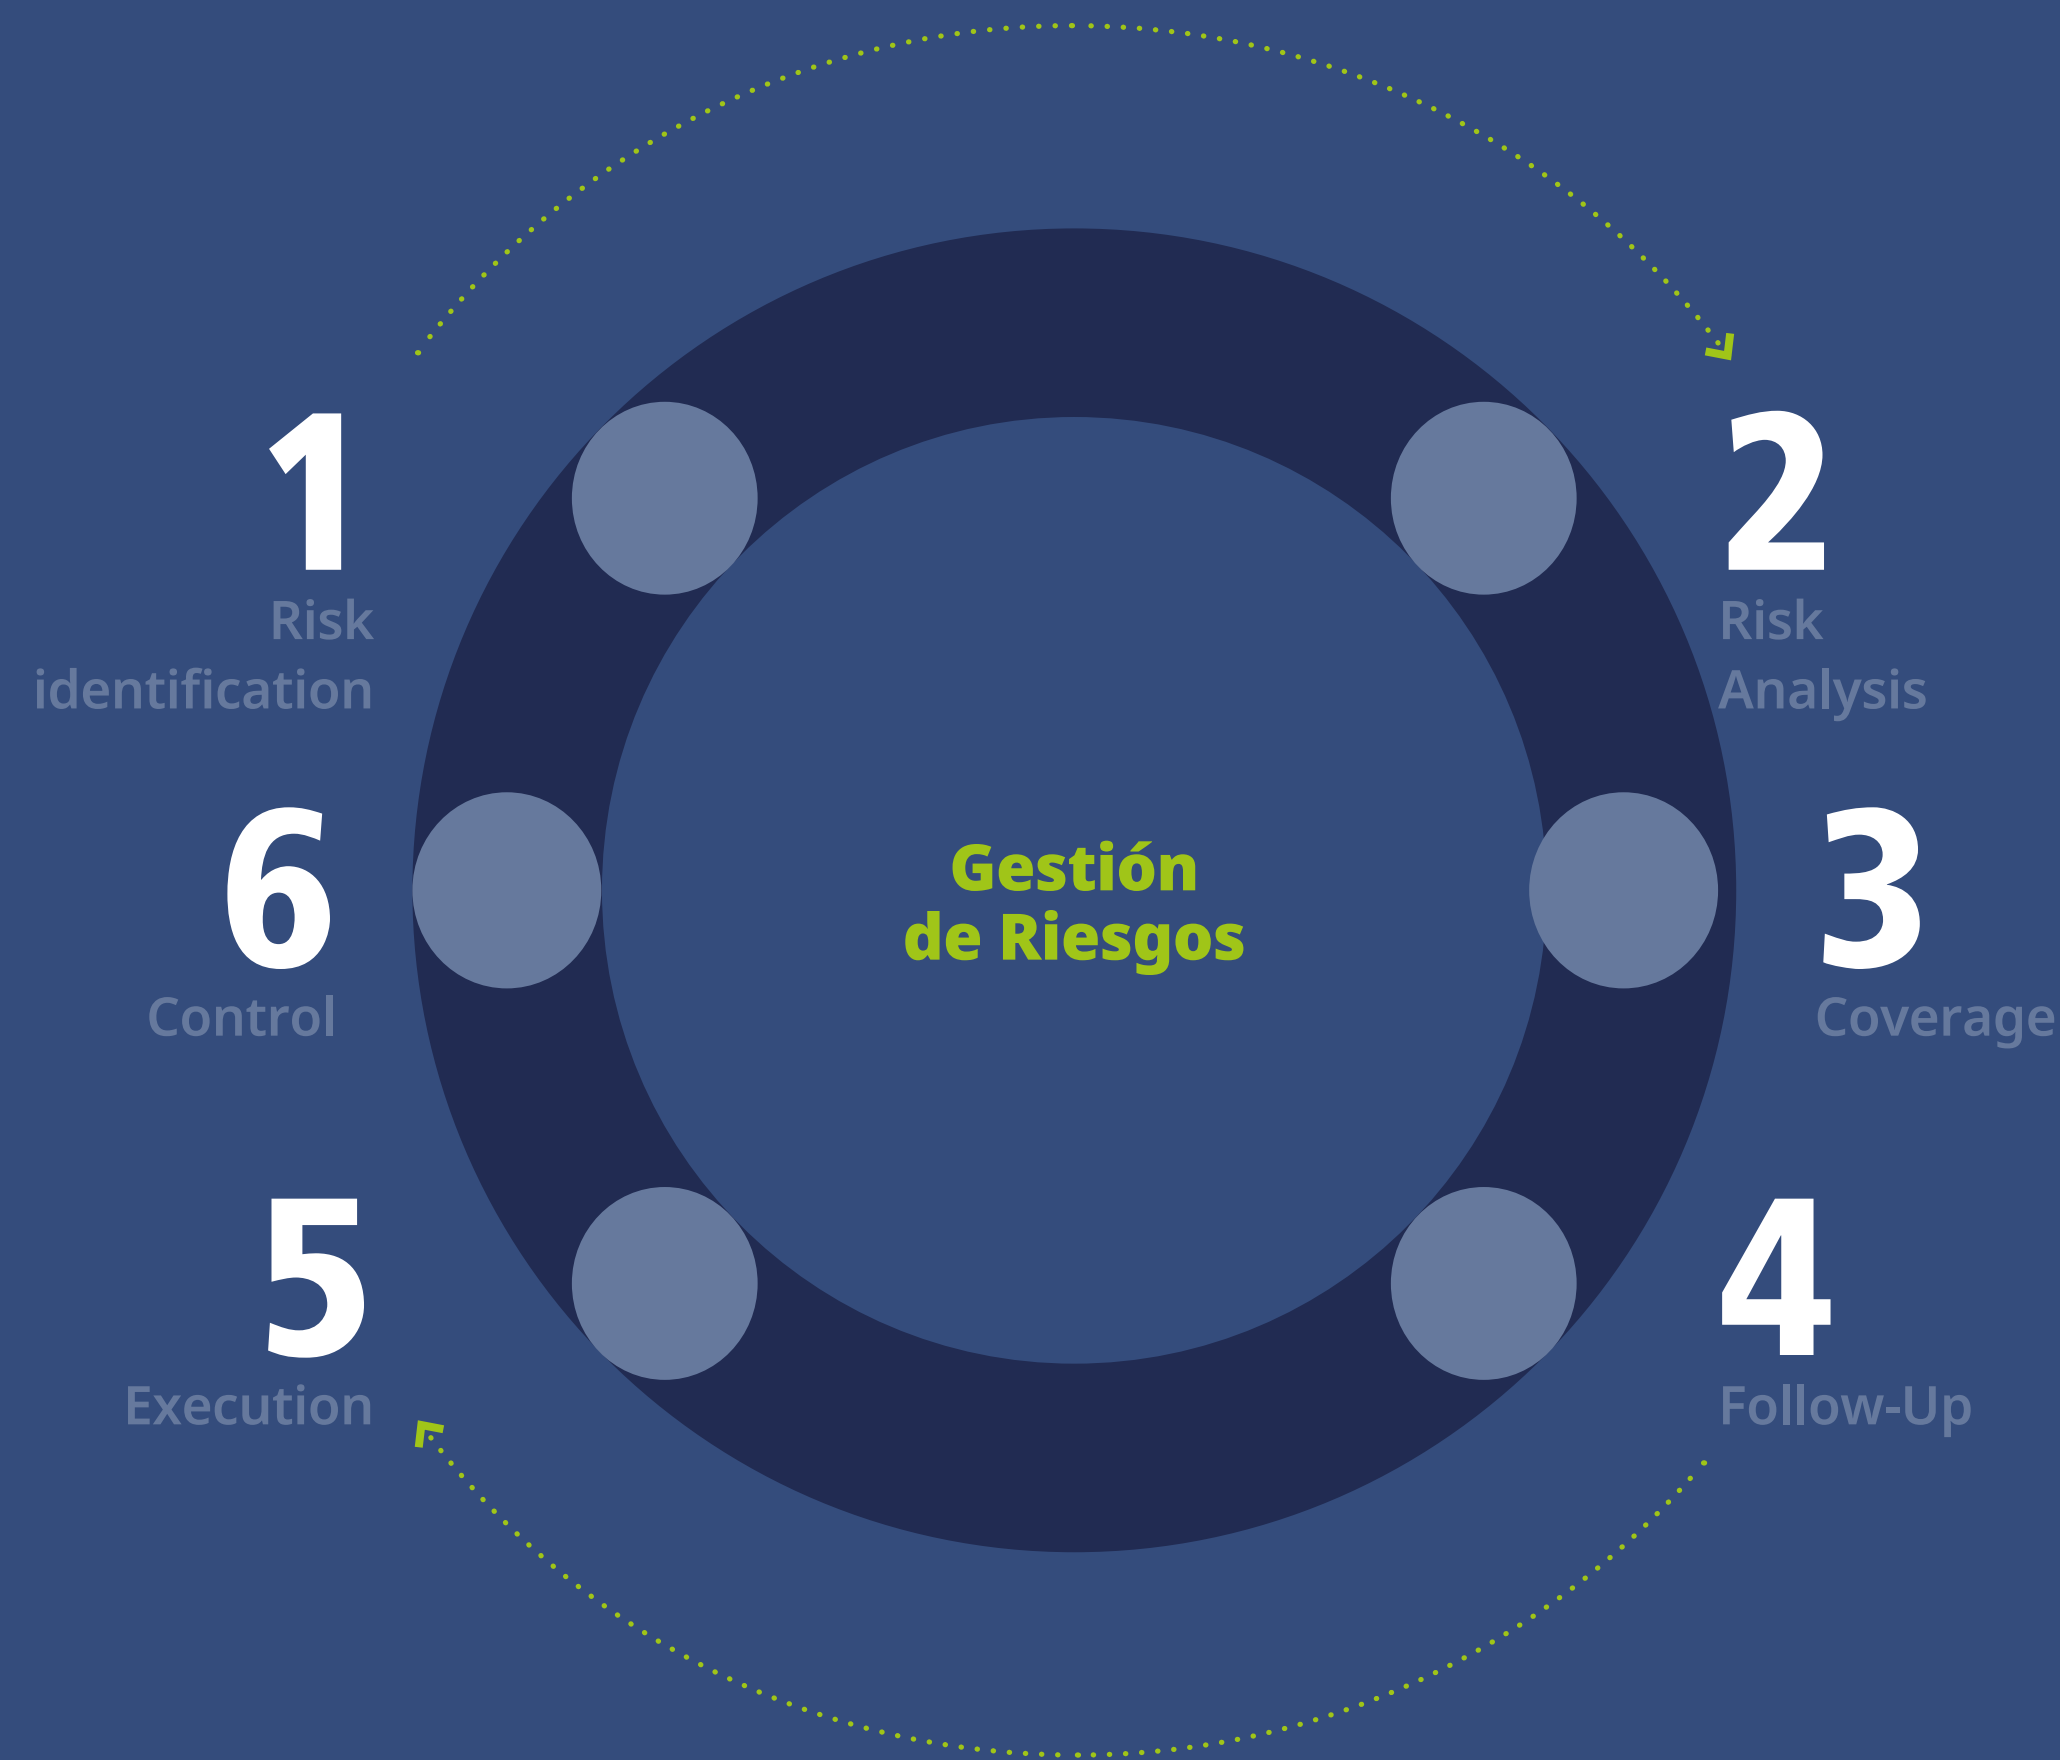 1
Risk
identification
2
Risk
Analysis
6
Control
Gestión
de Riesgos
3
Coverage
5
Execution
4
Follow-Up